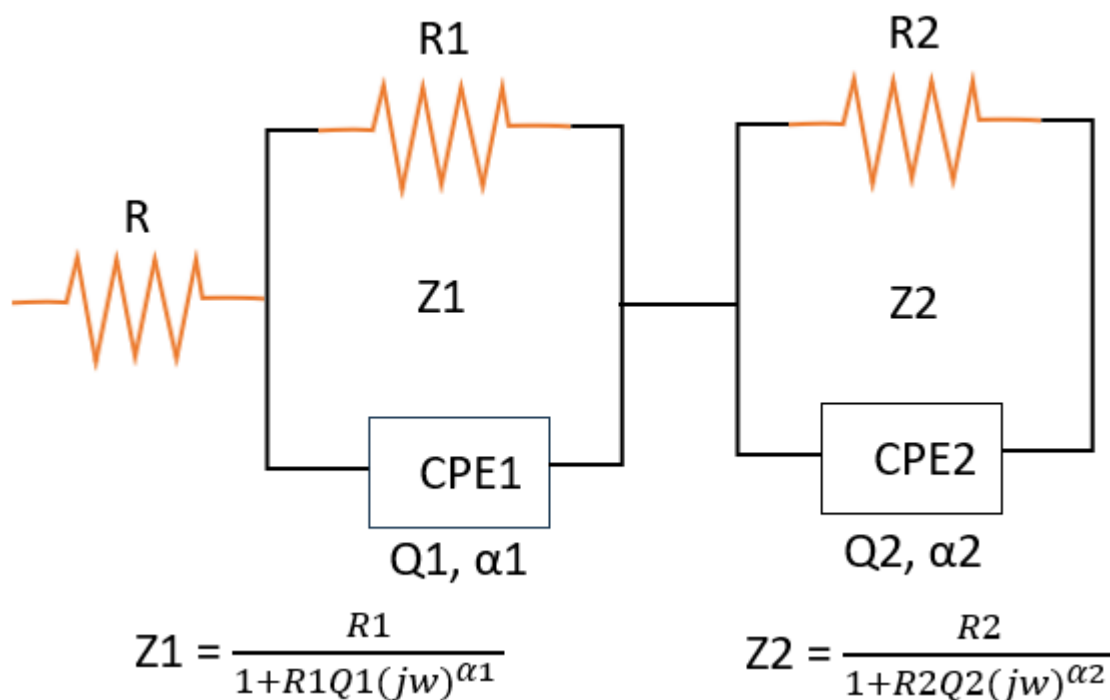 R1 R2
R
Z1 Z2
CPE1 CPE2
Q1, α1 Q2, α2
Z1 = R1 / 1+R1Q1(jw)^α1 Z2 = R2 / 1+R2Q2(jw)^α2